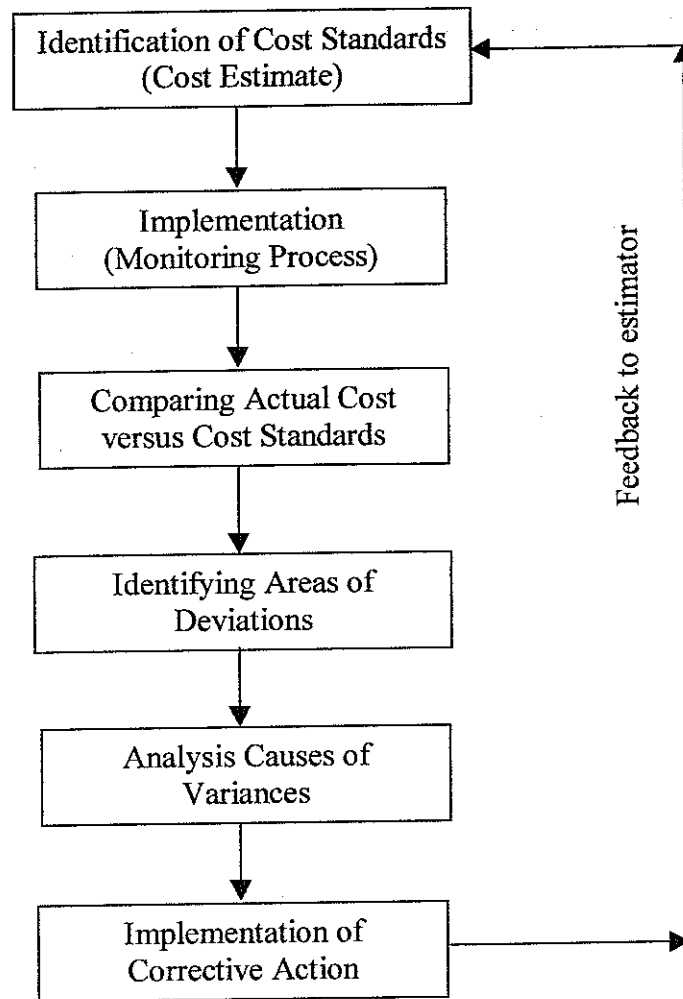 Identification of Cost Standards
(Cost Estimate)
Implementation
(Monitoring Process)
Comparing Actual Cost
versus Cost Standards
Identifying Areas of
Deviations
Analysis Causes of
Variances
Implementation of
Corrective Action
Feedback to estimator